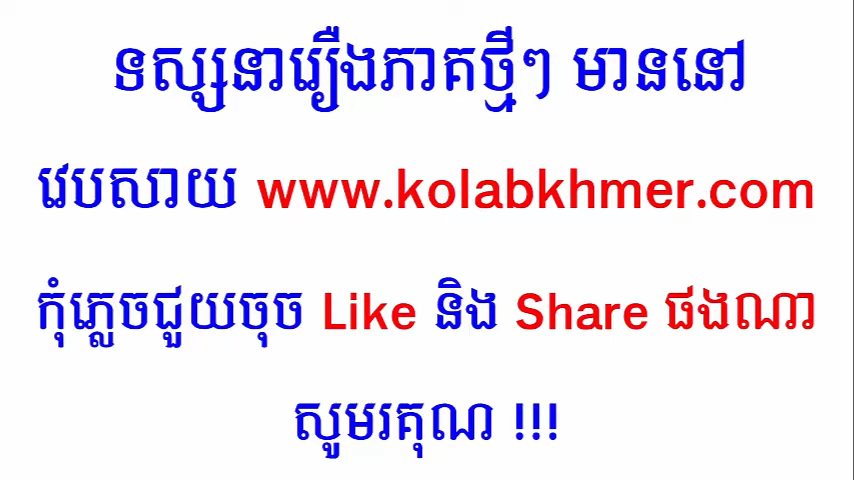 ទស្សនារឿងភាគថ្មីៗ មាននៅ
វេបសាយ www.kolabkhmer.com
កុំភ្លេចជួយចុច Like និង Share ផងណា
សូមរគុណ !!!